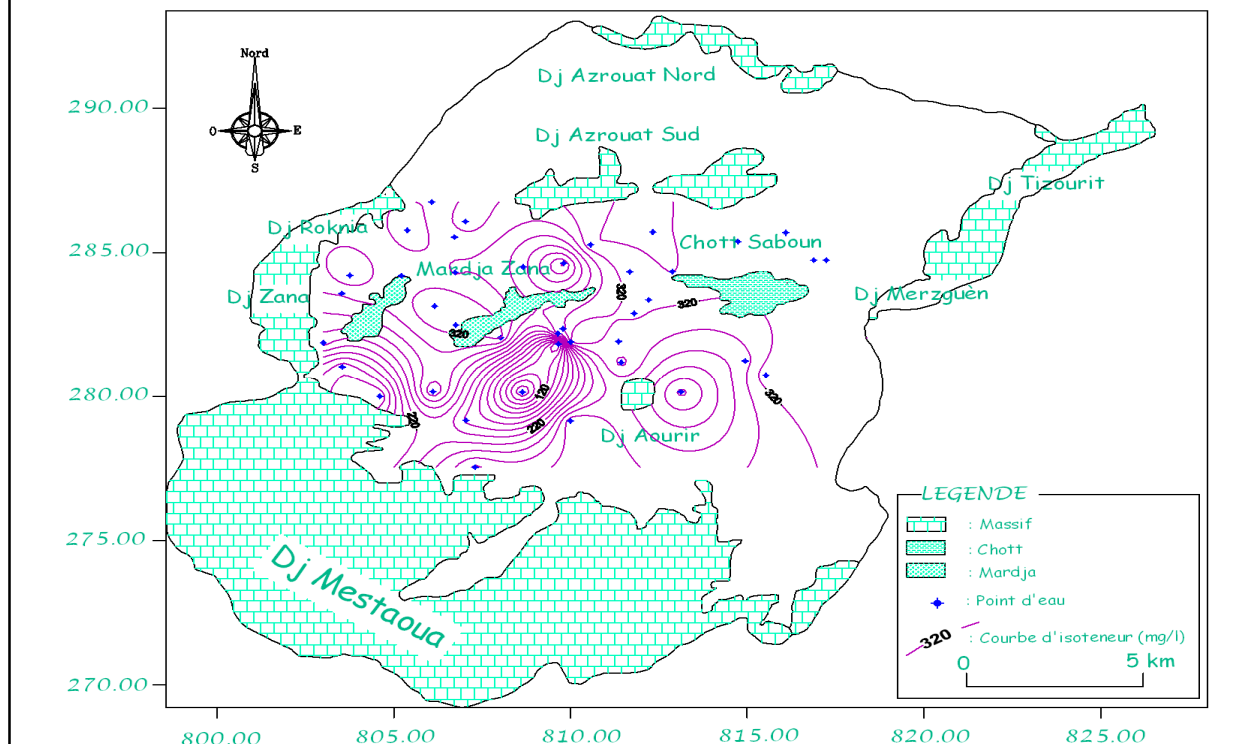 Nord
O
E
S
290.00
285.00
280.00
275.00
270.00
800.00
805.00
810.00
815.00
820.00
825.00
Dj Azrouat Nord
Dj Azrouat Sud
Dj Tizourit
Dj Roknia
Chott Saboun
Mardja Zana
Dj Zana
Dj Merzguèn
320
320
320
320
120
220
220
Dj Aourir
Dj Mestaoua
LEGENDE
: Massif
: Chott
: Mardja
: Point d'eau
320 : Courbe d'isoteneur (mg/l)
0 5 km